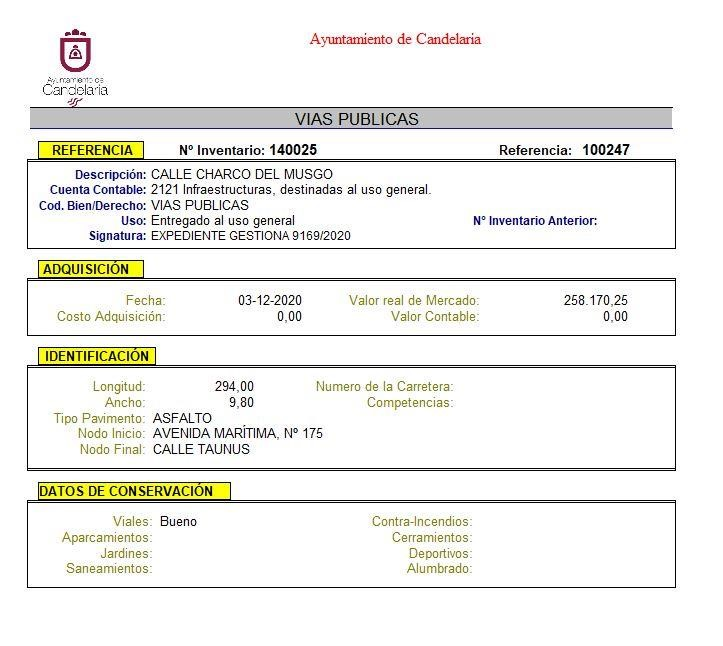 Ayuntamiento de Candelaria
Ayuntamiento de
Candelaria
VIAS PUBLICAS
REFERENCIA Nº Inventario: 140025 Referencia: 100247
Descripción: CALLE CHARCO DEL MUSGO
Cuenta Contable: 2121 Infraestructuras, destinadas al uso general.
Cod. Bien/Derecho: VIAS PUBLICAS
Uso: Entregado al uso general Nº Inventario Anterior:
Signatura: EXPEDIENTE GESTIONA 9169/2020
ADQUISICIÓN
Fecha: 03-12-2020 Valor real de Mercado: 258.170,25
Costo Adquisición: 0,00 Valor Contable: 0,00
IDENTIFICACIÓN
Longitud: 294,00 Numero de la Carretera:
Ancho: 9,80 Competencias:
Tipo Pavimento: ASFALTO
Nodo Inicio: AVENIDA MARÍTIMA, Nº 175
Nodo Final: CALLE TAUNUS
DATOS DE CONSERVACIÓN
Viales: Bueno Contra-Incendios:
Aparcamientos: Cerramientos:
Jardines: Deportivos:
Saneamientos: Alumbrado: